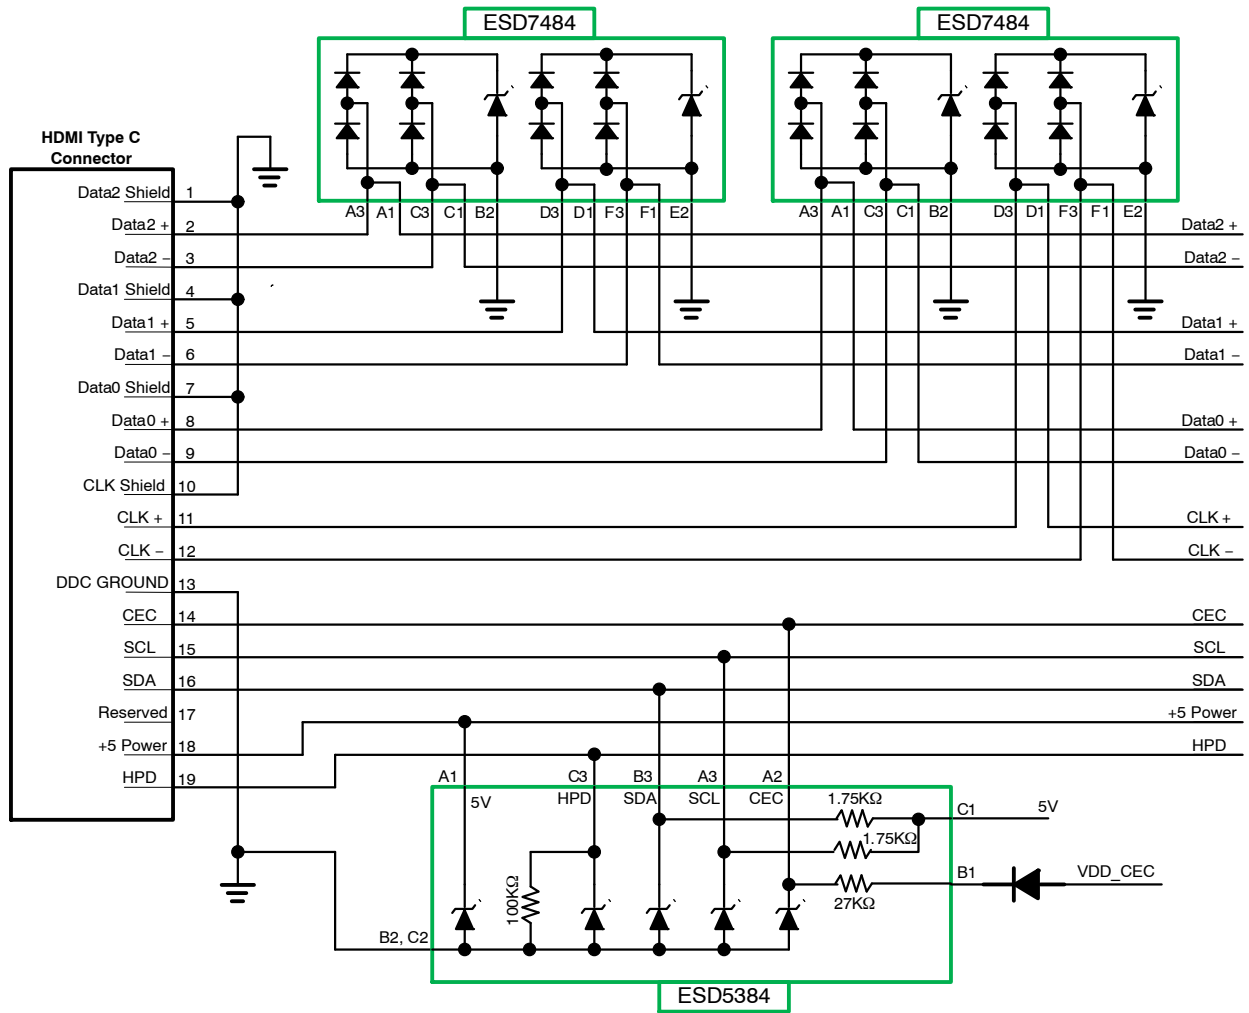 ESD7484
ESD7484
HDMI Type C
Connector
A3 A1 C3 C1 B2 D3 D1 F3 F1 E2
A3 A1 C3 C1 B2 D3 D1 F3 F1 E2
Data2 Shield 1
Data2 + 2 Data2 +
Data2 − 3 Data2 −
Data1 Shield 4
Data1 + 5 Data1 +
Data1 − 6 Data1 −
Data0 Shield 7
Data0 + 8 Data0 +
Data0 − 9 Data0 −
CLK Shield 10
CLK + 11 CLK +
CLK − 12 CLK −
DDC GROUND 13
CEC 14 CEC
SCL 15 SCL
SDA 16 SDA
Reserved 17 +5 Power
+5 Power 18 HPD
HPD 19
A1 C3 B3 A3 A2
5V HPD SDA SCL CEC
1.75KΩ C1 5V
1.75KΩ
B1 VDD_CEC
27KΩ
100KΩ
B2, C2
ESD5384